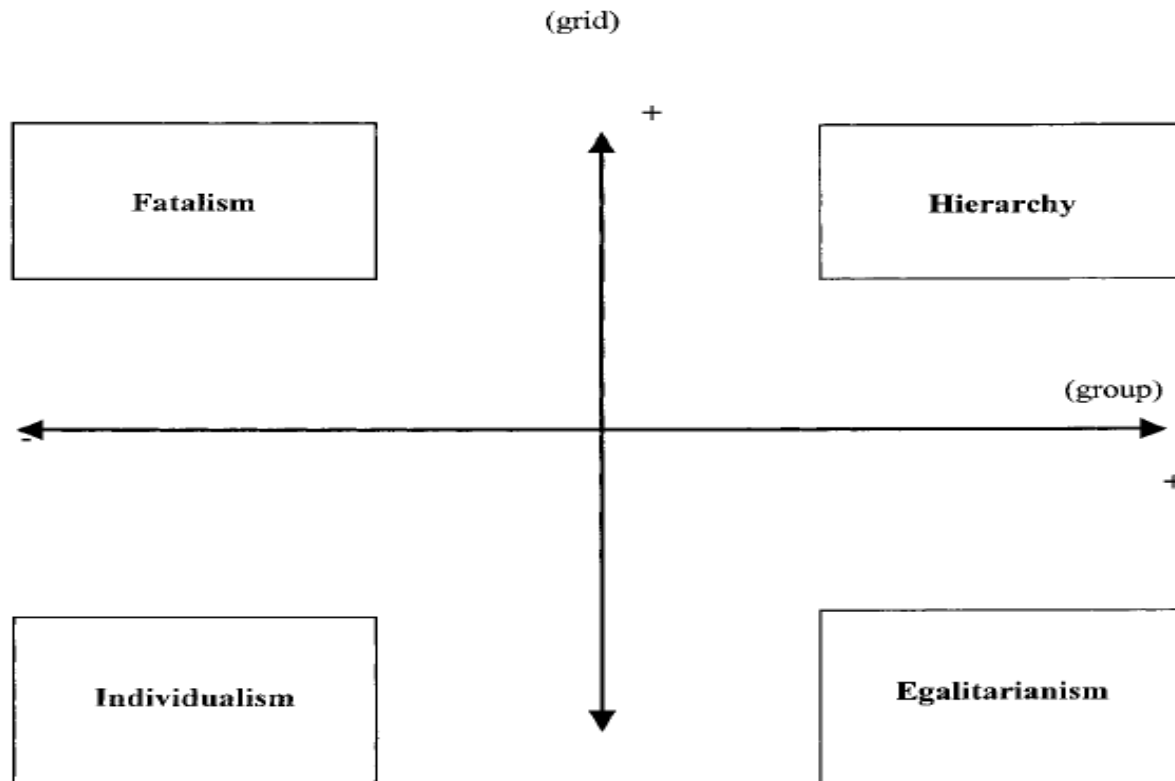 (grid)
+
Fatalism
Hierarchy
(group)
-
+
Individualism
Egalitarianism